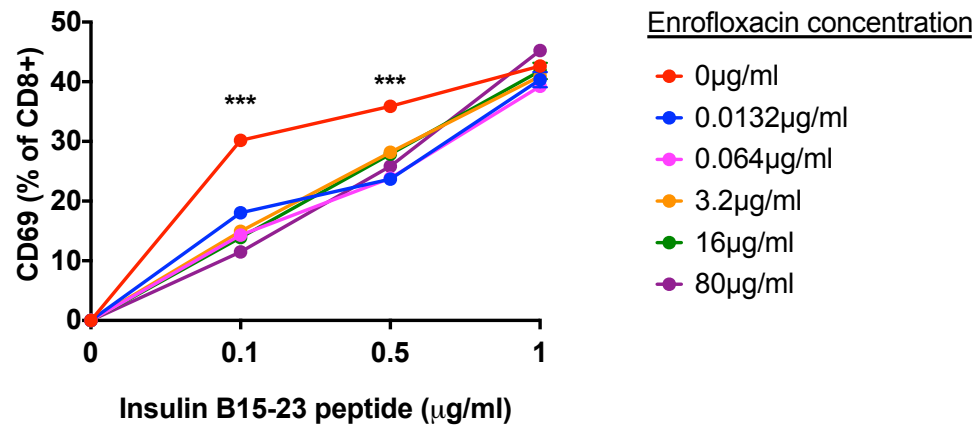 50
40
30
20
10
0
CD69 (% of CD8+)
***
***
0
0.1
0.5
1
Insulin B15-23 peptide (μg/ml)
Enrofloxacin concentration
0µg/ml
0.0132µg/ml
0.064µg/ml
3.2µg/ml
16µg/ml
80µg/ml